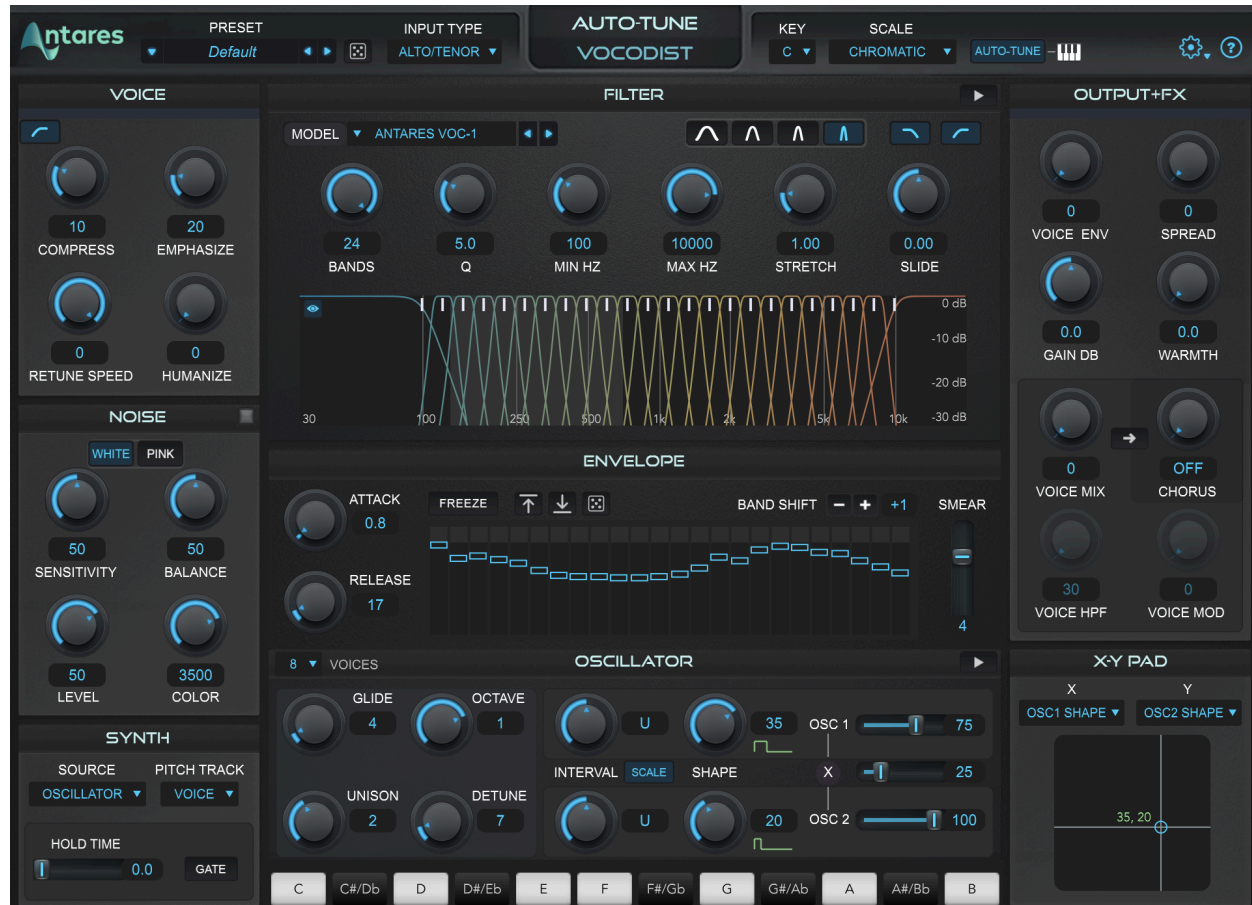 Antares
PRESET
Default
INPUT TYPE
ALTO/TENOR
AUTO-TUNE
VOCODIST
KEY
C
SCALE
CHROMATIC
AUTO-TUNE
?
VOICE
10
COMPRESS
20
EMPHASIZE
0
RETUNE SPEED
0
HUMANIZE
NOISE
WHITE
PINK
50
SENSITIVITY
50
BALANCE
50
LEVEL
3500
COLOR
SYNTH
SOURCE
OSCILLATOR
PITCH TRACK
VOICE
HOLD TIME
0.0
GATE
FILTER
MODEL
ANTARES VOC-1
24
BANDS
5.0
Q
100
MIN HZ
10000
MAX HZ
1.00
STRETCH
0.00
SLIDE
0 dB
-10 dB
-20 dB
-30 dB
30
100
250
500
1k
2k
5k
10k
ENVELOPE
ATTACK
0.8
RELEASE
17
FREEZE
BAND SHIFT
+1
SMEAR
4
8
VOICES
OSCILLATOR
GLIDE
4
OCTAVE
1
UNISON
2
DETUNE
7
U
35
OSC 1
75
INTERVAL
SCALE
SHAPE
X
25
U
20
OSC 2
100
C
C#/Db
D
D#/Eb
E
F
F#/Gb
G
G#/Ab
A
A#/Bb
B
OUTPUT+FX
0
VOICE ENV
0
SPREAD
0.0
GAIN DB
0.0
WARMTH
0
VOICE MIX
OFF
CHORUS
30
VOICE HPF
0
VOICE MOD
X-Y PAD
X
OSC1 SHAPE
Y
OSC2 SHAPE
35, 20